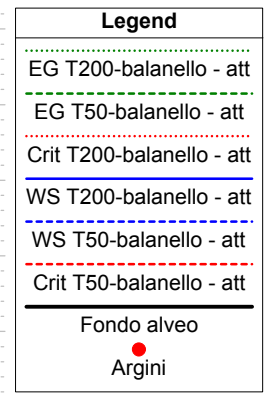 Legend
EG T200-balanello - att
EG T50-balanello - att
Crit T200-balanello - att
WS T200-balanello - att
WS T50-balanello - att
Crit T50-balanello - att
Fondo alveo
Argini